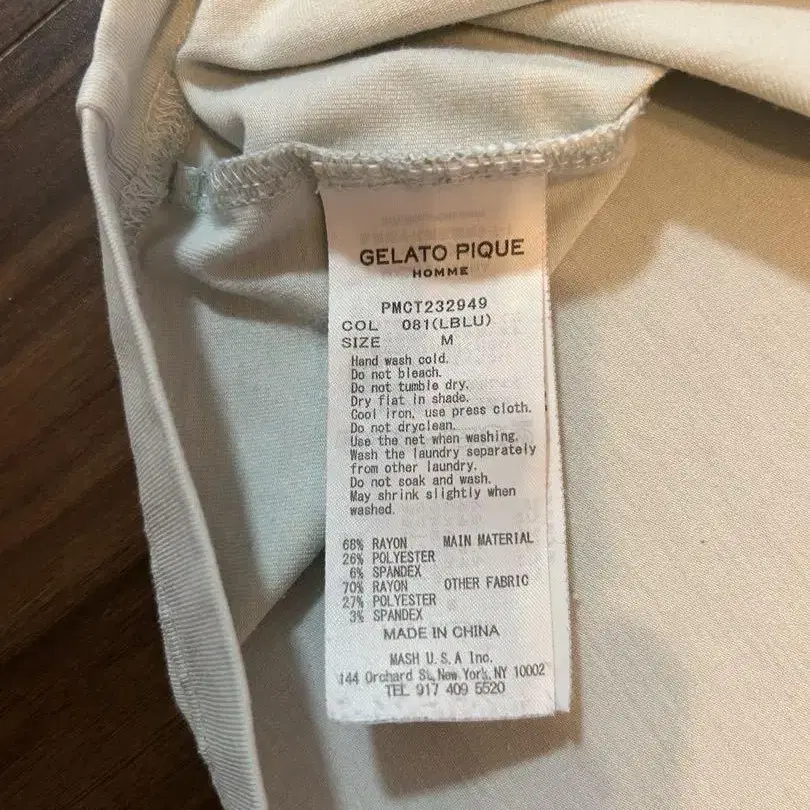 GELATO PIQUE
HOMME
PMCT232949
COL 081(LBLU)
SIZE M
Hand wash cold.
Do not bleach.
Do not tumble dry.
Dry flat in shade.
Cool iron, use press cloth.
Do not dryclean.
Use the net when washing.
Wash the laundry separately
from other laundry.
Do not soak and wash.
May shrink slightly when
washed.
68% RAYON MAIN MATERIAL
26% POLYESTER
6% SPANDEX
70% RAYON OTHER FABRIC
27% POLYESTER
3% SPANDEX
MADE IN CHINA
MASH U.S.A Inc.
144 Orchard St, New York, NY 10002
TEL 917 409 5520